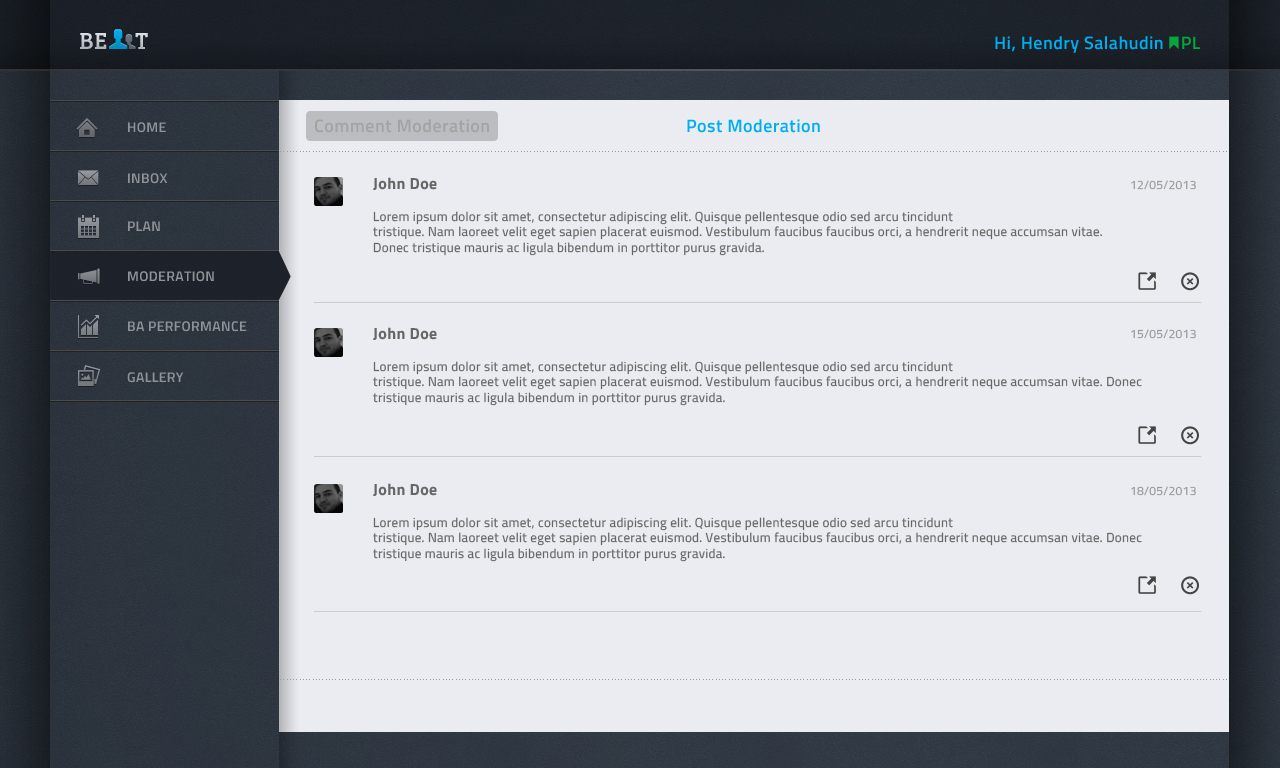 BE T
Hi, Hendry Salahudin PL
HOME
INBOX
PLAN
MODERATION
BA PERFORMANCE
GALLERY
Comment Moderation
Post Moderation
John Doe
12/05/2013
Lorem ipsum dolor sit amet, consectetur adipiscing elit. Quisque pellentesque odio sed arcu tincidunt
tristique. Nam laoreet velit eget sapien placerat euismod. Vestibulum faucibus faucibus orci, a hendrerit neque accumsan vitae.
Donec tristique mauris ac ligula bibendum in porttitor purus gravida.
John Doe
15/05/2013
Lorem ipsum dolor sit amet, consectetur adipiscing elit. Quisque pellentesque odio sed arcu tincidunt
tristique. Nam laoreet velit eget sapien placerat euismod. Vestibulum faucibus faucibus orci, a hendrerit neque accumsan vitae. Donec
tristique mauris ac ligula bibendum in porttitor purus gravida.
John Doe
18/05/2013
Lorem ipsum dolor sit amet, consectetur adipiscing elit. Quisque pellentesque odio sed arcu tincidunt
tristique. Nam laoreet velit eget sapien placerat euismod. Vestibulum faucibus faucibus orci, a hendrerit neque accumsan vitae. Donec
tristique mauris ac ligula bibendum in porttitor purus gravida.